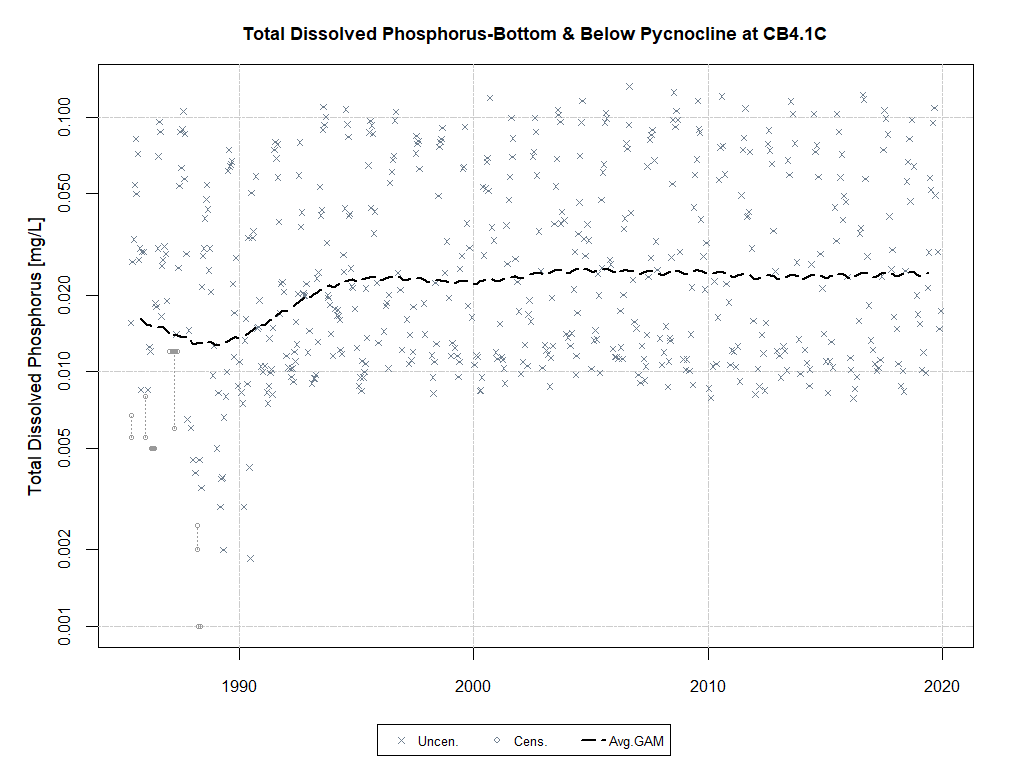 Total Dissolved Phosphorus-Bottom & Below Pycnocline at CB4.1C
Total Dissolved Phosphorus [mg/L]
0.100
0.050
0.020
0.010
0.005
0.002
0.001
1990 2000 2010 2020
Uncen. Cens. Avg.GAM